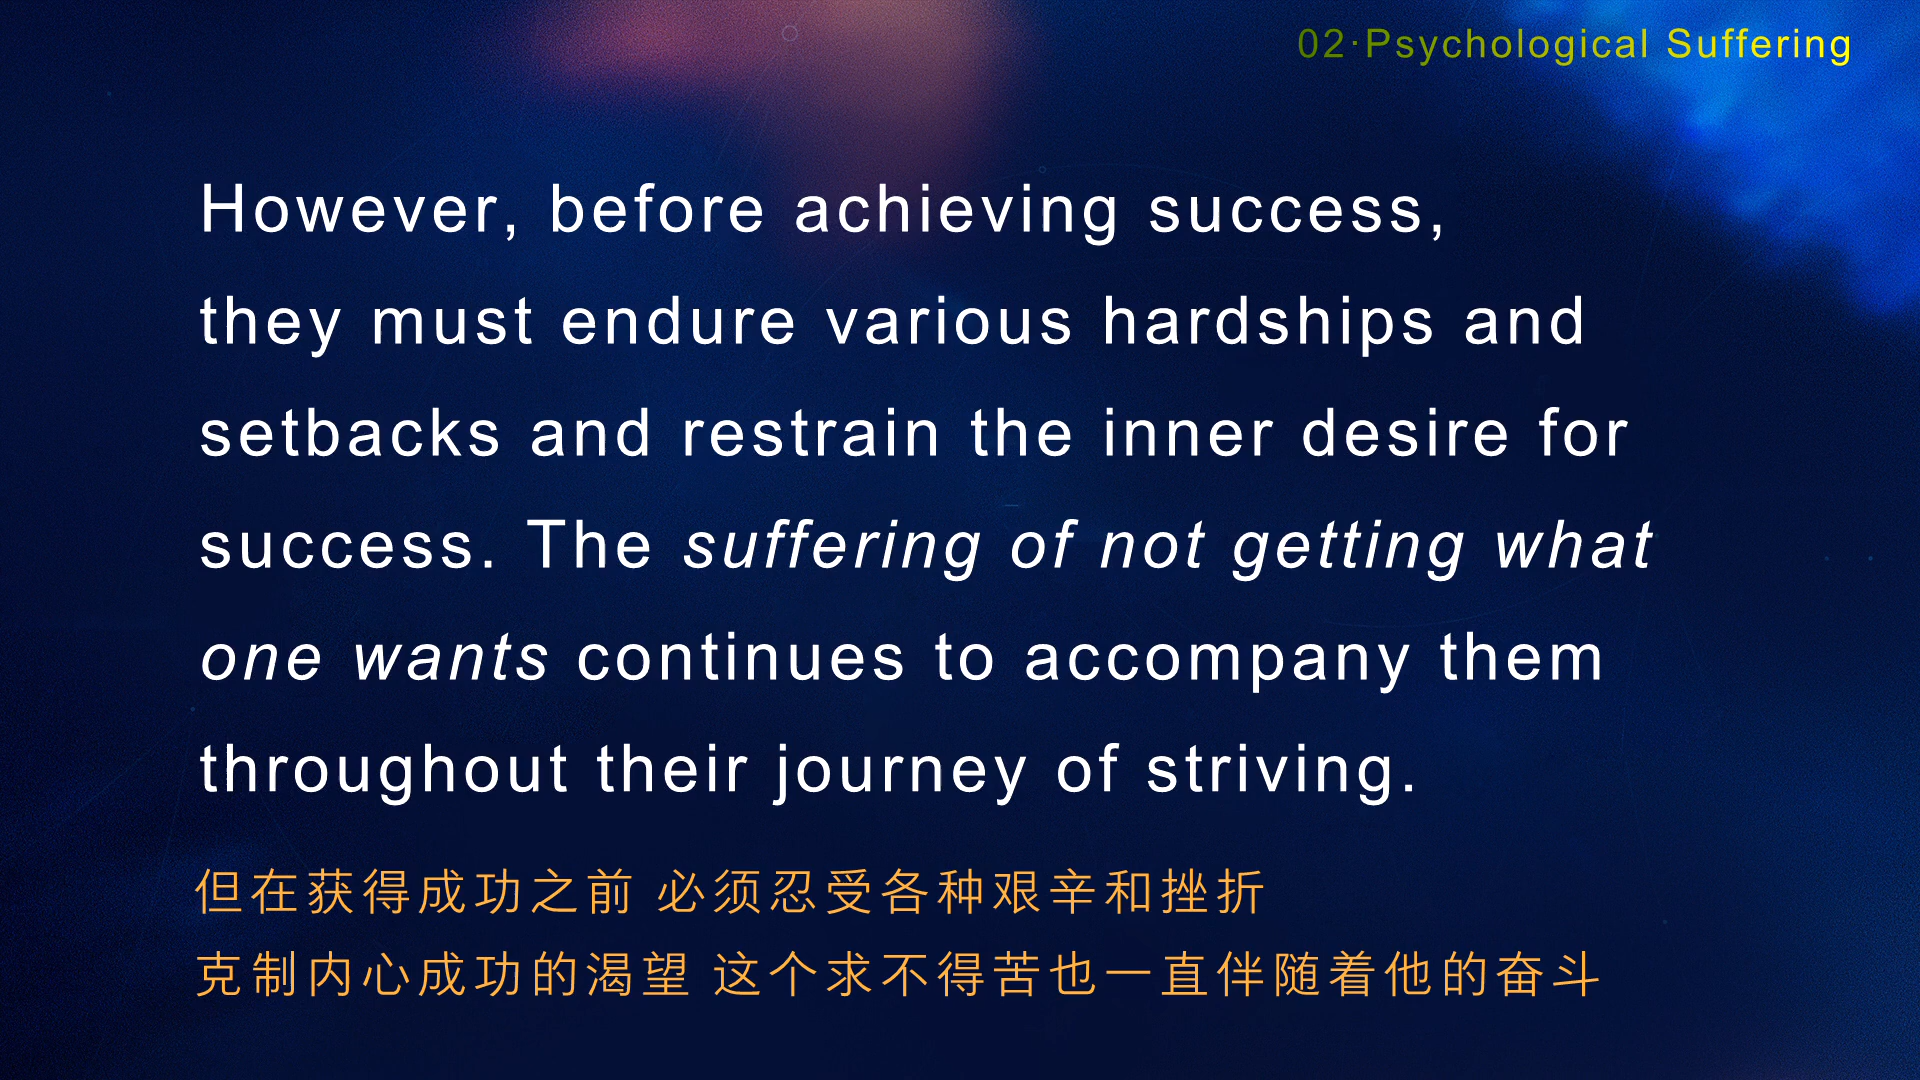 02·Psychological Suffering
However, before achieving success,
they must endure various hardships and
setbacks and restrain the inner desire for
success. The suffering of not getting what
one wants continues to accompany them
throughout their journey of striving.
但在获得成功之前 必须忍受各种艰辛和挫折
克制内心成功的渴望 这个求不得苦也一直伴随着他的奋斗